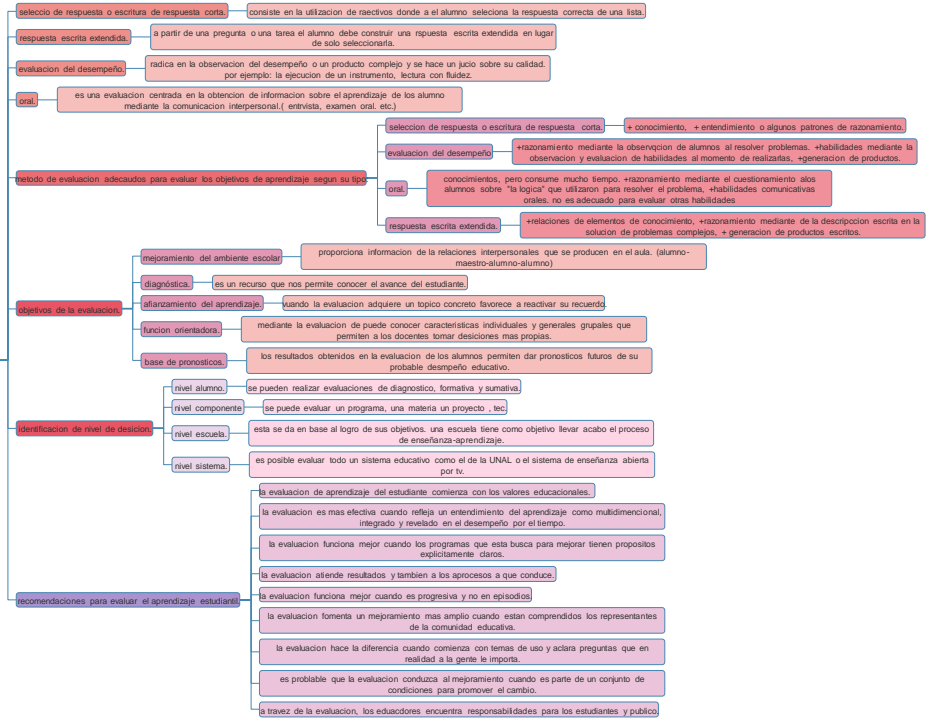 seleccio de respuesta o escritura de respuesta corta.
consiste en la utilizacion de raectivos donde a el alumno seleciona la respuesta correcta de una lista.
respuesta escrita extendida.
a partir de una pregunta o una tarea el alumno debe construir una rspuesta escrita extendida en lugar
de solo seleccionarla.
evaluacion del desempeño.
radica en la observacion del desempeño o un producto complejo y se hace un jucio sobre su calidad.
por ejemplo: la ejecucion de un instrumento, lectura con fluidez.
oral.
es una evaluacion centrada en la obtencion de informacion sobre el aprendizaje de los alumno
mediante la comunicacion interpersonal.( entrvista, examen oral. etc.)
metodo de evaluacion adecaudos para evaluar los objetivos de aprendizaje segun su tipo.
seleccion de respuesta o escritura de respuesta corta.
+ conocimiento, + entendimiento o algunos patrones de razonamiento.
evaluacion del desempeño
+razonamiento mediante la observqcion de alumnos al resolver problemas. +habilidades mediante la
observacion y evaluacion de habilidades al momento de realizarlas, +generacion de productos.
oral.
conocimientos, pero consume mucho tiempo. +razonamiento mediante el cuestionamiento alos
alumnos sobre "la logica" que utilizaron para resolver el problema, +habilidades comunicativas
orales. no es adecuado para evaluar otras habilidades
respuesta escrita extendida.
+relaciones de elementos de conocimiento, +razonamiento mediante de la descripccion escrita en la
solucion de problemas complejos, + generacion de productos escritos.
objetivos de la evaluacion.
mejoramiento del ambiente escolar
proporciona informacion de la relaciones interpersonales que se producen en el aula. (alumno-
maestro-alumno-alumno)
diagnóstica.
es un recurso que nos permite conocer el avance del estudiante.
afianzamiento del aprendizaje.
vuando la evaluacion adquiere un topico concreto favorece a reactivar su recuerdo.
funcion orientadora.
mediante la evaluacion de puede conocer caracteristicas individuales y generales grupales que
permiten a los docentes tomar desiciones mas propias.
base de pronosticos.
los resultados obtenidos en la evaluacion de los alumnos permiten dar pronosticos futuros de su
probable desmpeño educativo.
identificacion de nivel de desicion.
nivel alumno.
se pueden realizar evaluaciones de diagnostico, formativa y sumativa.
nivel componente
se puede evaluar un programa, una materia un proyecto , tec.
nivel escuela.
esta se da en base al logro de sus objetivos. una escuela tiene como objetivo llevar acabo el proceso
de enseñanza-aprendizaje.
nivel sistema.
es posible evaluar todo un sistema educativo como el de la UNAL o el sistema de enseñanza abierta
por tv.
recomendaciones para evaluar el aprendizaje estudiantil.
la evaluacion de aprendizaje del estudiante comienza con los valores educacionales.
la evaluacion es mas efectiva cuando refleja un entendimiento del aprendizaje como multidimencional,
integrado y revelado en el desempeño por el tiempo.
la evaluacion funciona mejor cuando los programas que esta busca para mejorar tienen propositos
explicitamente claros.
la evaluacion atiende resultados y tambien a los aprocesos a que conduce.
la evaluacion funciona mejor cuando es progresiva y no en episodios.
la evaluacion fomenta un mejoramiento mas amplio cuando estan comprendidos los representantes
de la comunidad educativa.
la evaluacion hace la diferencia cuando comienza con temas de uso y aclara preguntas que en
realidad a la gente le importa.
es problable que la evaluacion conduzca al mejoramiento cuando es parte de un conjunto de
condiciones para promover el cambio.
a travez de la evaluacion, los eduacdores encuentra responsabilidades para los estudiantes y publico.